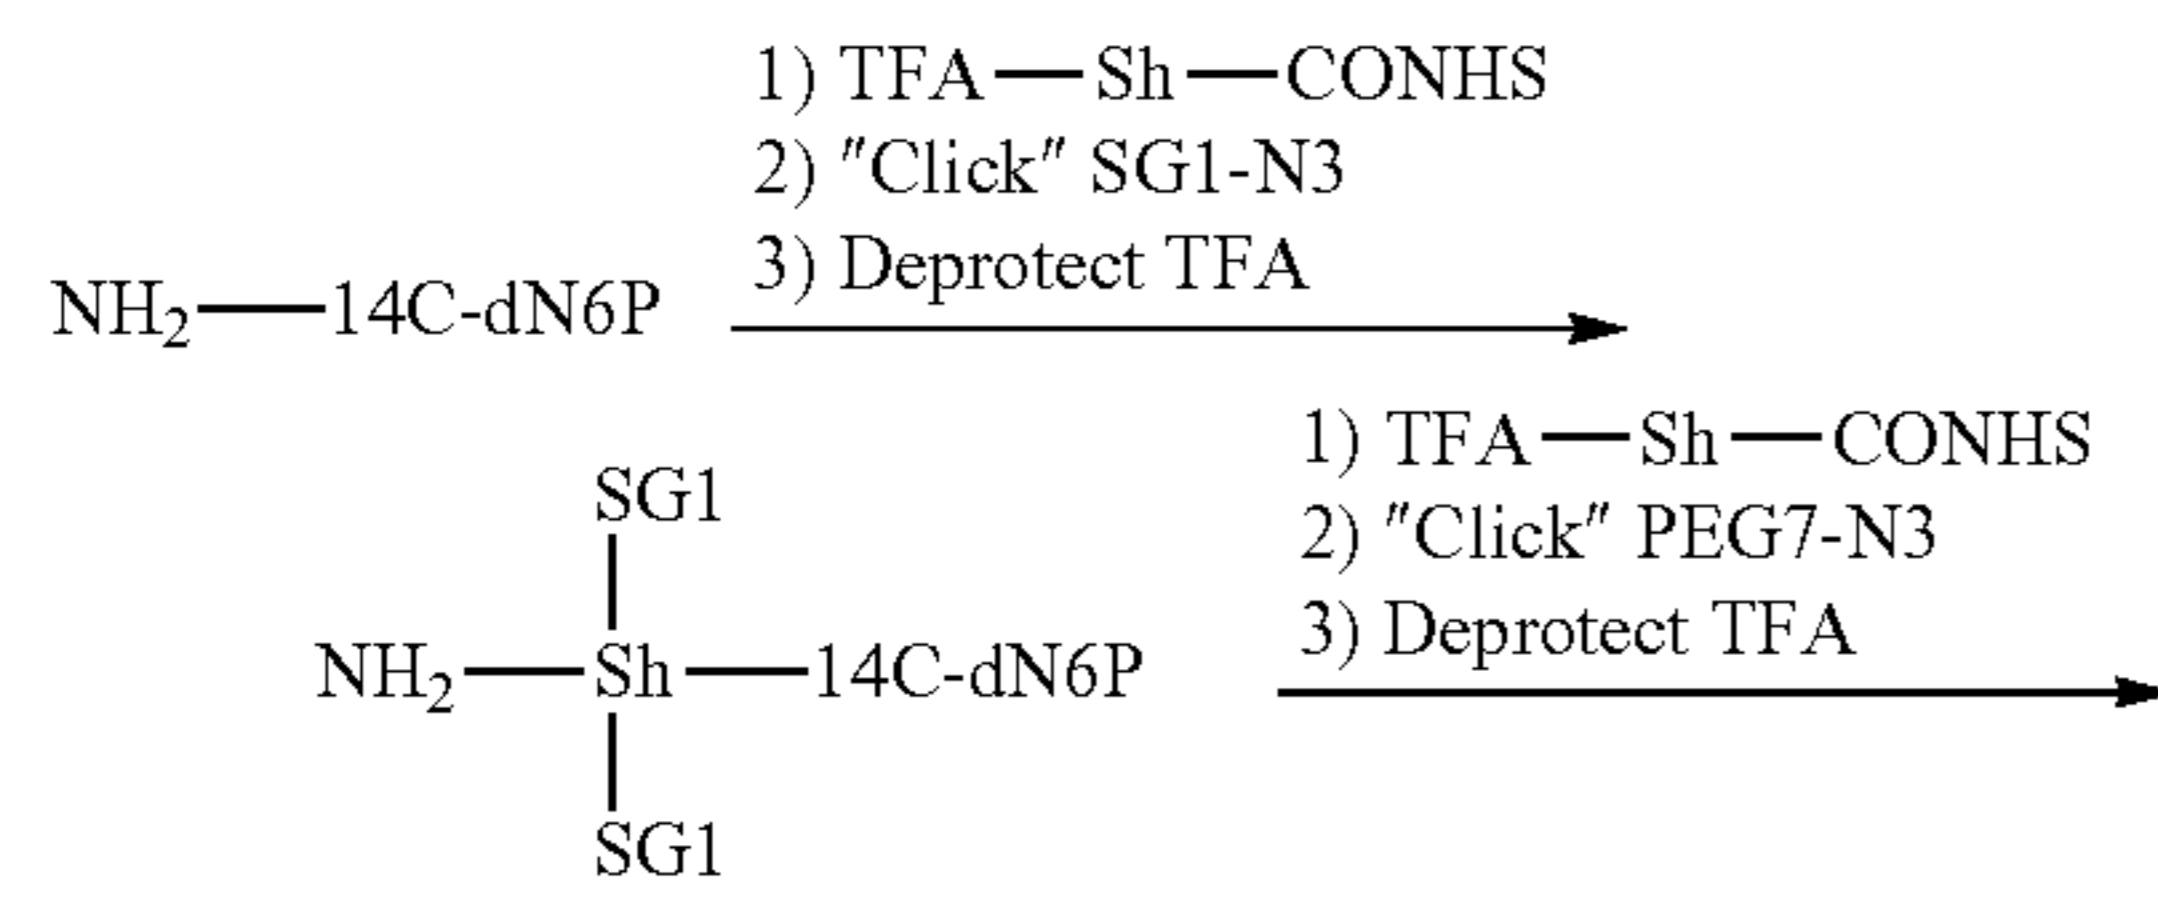 1) TFA—Sh—CONHS
2) "Click" SG1-N3
3) Deprotect TFA
NH2—14C-dN6P
1) TFA—Sh—CONHS
2) "Click" PEG7-N3
3) Deprotect TFA
SG1
NH2—Sh—14C-dN6P
SG1